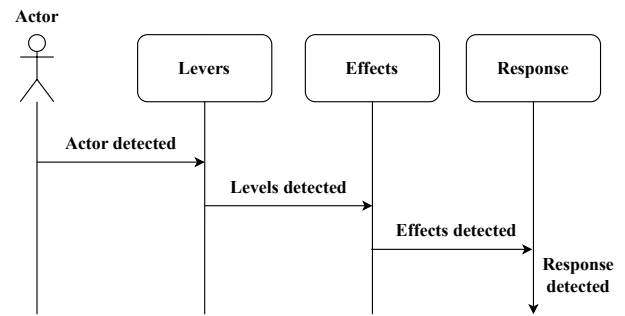 Actor
Levers
Effects
Response
Actor detected
Levels detected
Effects detected
Response
detected